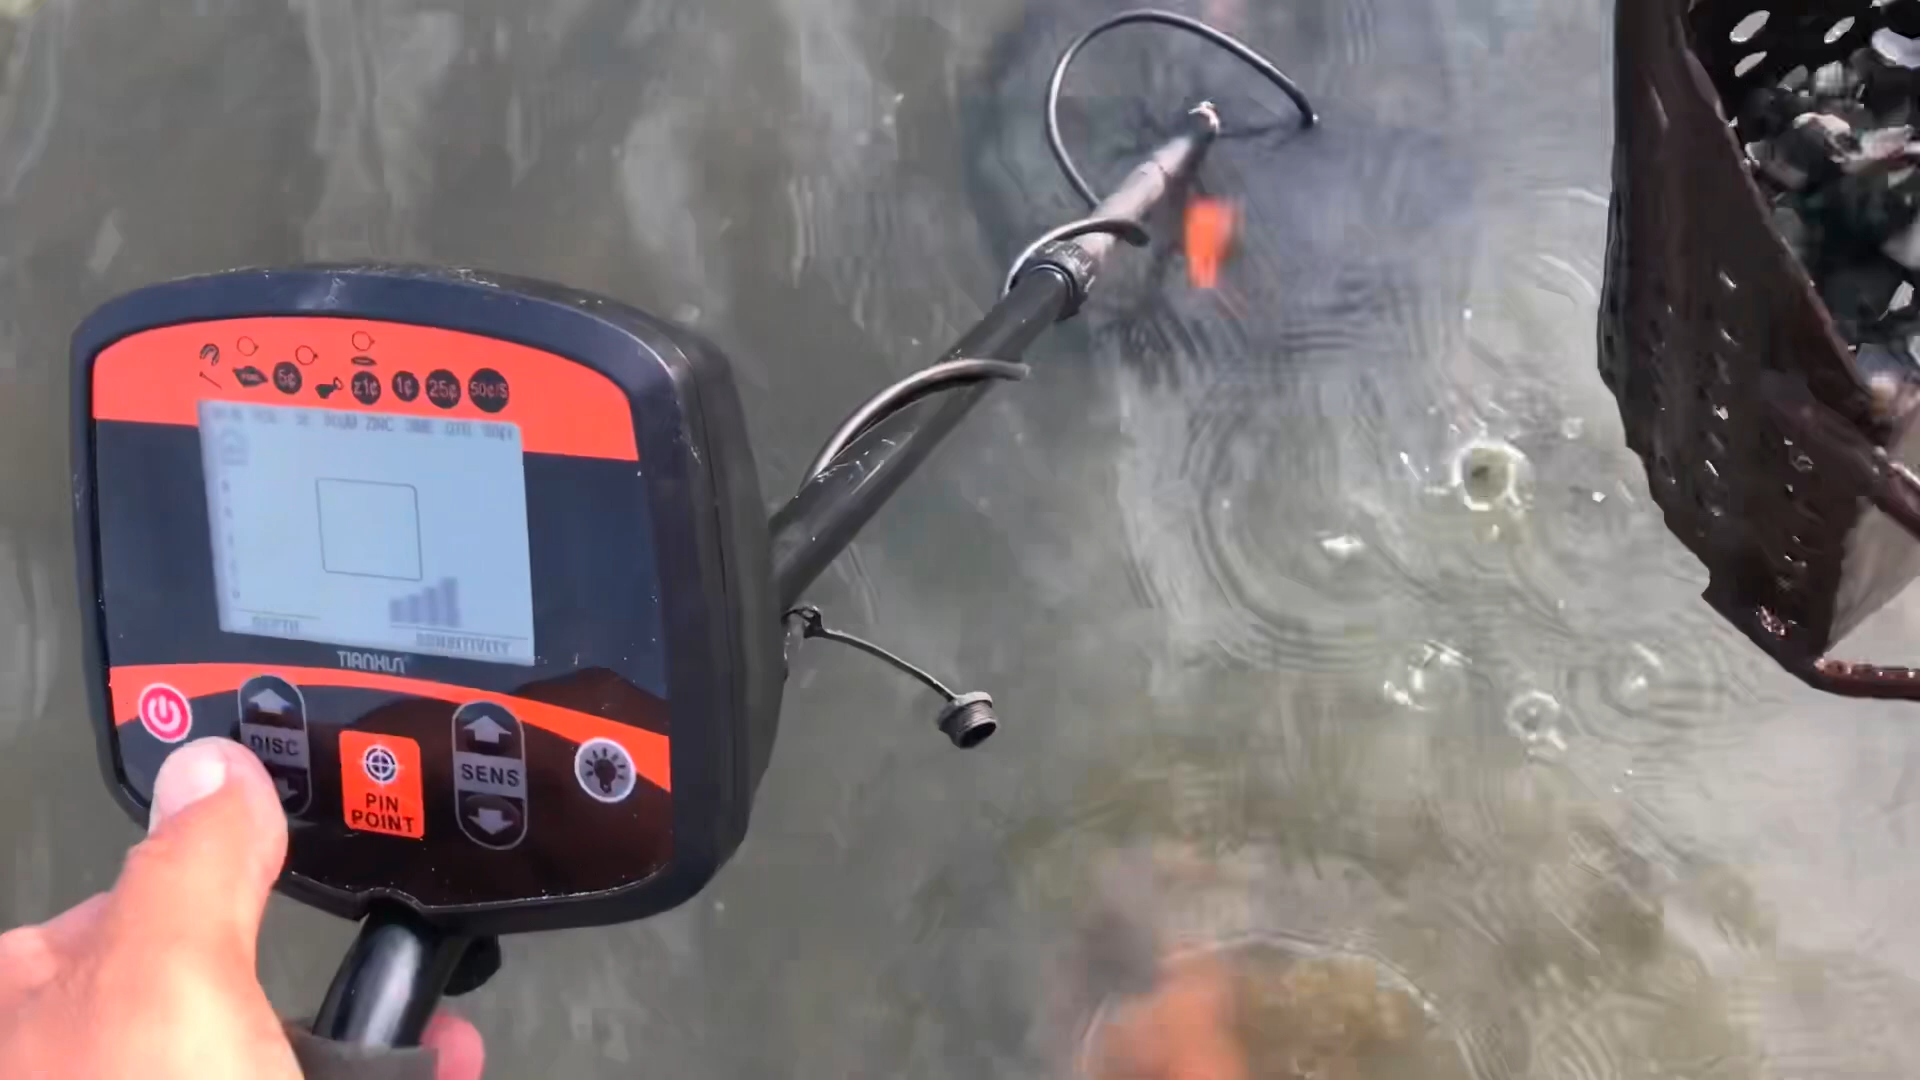 5¢ z1¢ 1¢ 25¢ 50¢/$
DEPTH
SENSITIVITY
TIANXUN
DISC
SENS
PIN
POINT